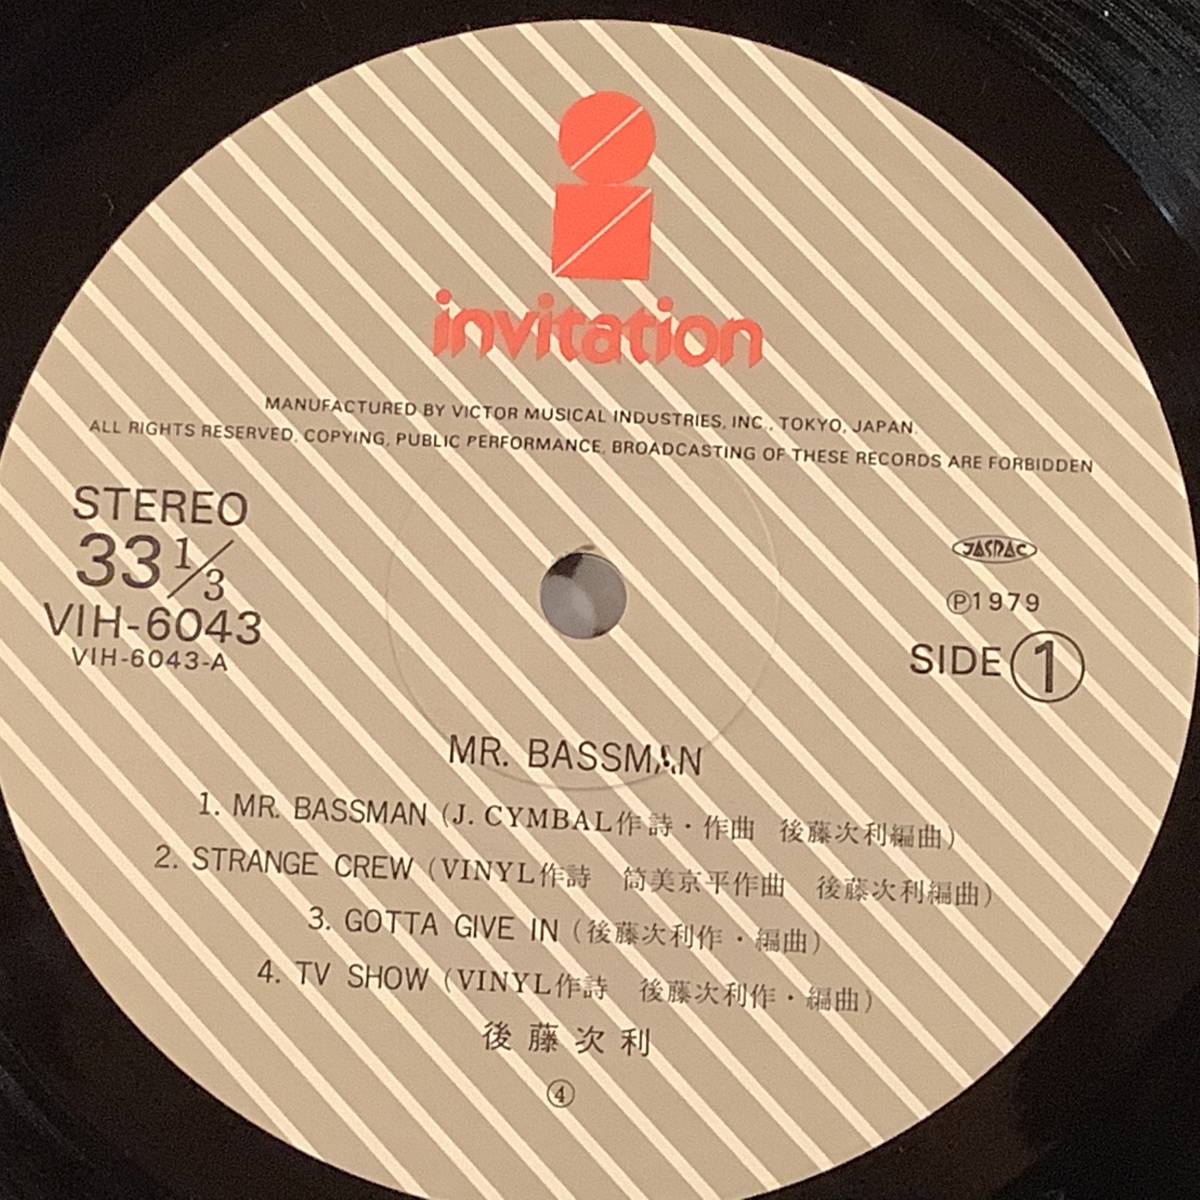 invitation
MANUFACTURED BY VICTOR MUSICAL INDUSTRIES, INC., TOKYO, JAPAN.
ALL RIGHTS RESERVED. COPYING, PUBLIC PERFORMANCE, BROADCASTING OF THESE RECORDS ARE FORBIDDEN
STEREO
33 1/3
VIH-6043
VIH-6043-A
JASRAC
Ⓟ1979
SIDE ①
MR. BASSMAN
1. MR. BASSMAN (J. CYMBAL作詩・作曲 後藤次利編曲)
2. STRANGE CREW (VINYL作詩 筒美京平作曲 後藤次利編曲)
3. GOTTA GIVE IN (後藤次利作・編曲)
4. TV SHOW (VINYL作詩 後藤次利作・編曲)
後藤次利
④